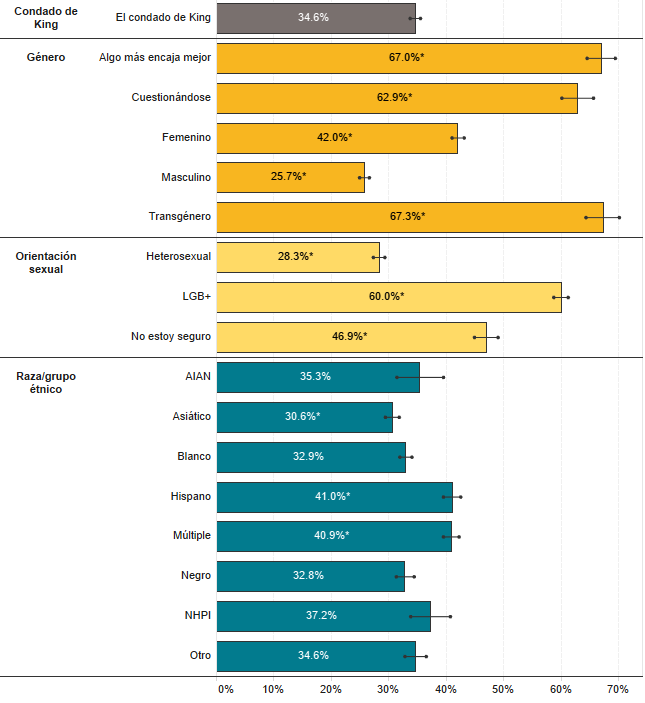 Condado de
King
El condado de King
34.6%
Género
Algo más encaja mejor
67.0%*
Cuestionándose
62.9%*
Femenino
42.0%*
Masculino
25.7%*
Transgénero
67.3%*
Orientación
sexual
Heterosexual
28.3%*
LGB+
60.0%*
No estoy seguro
46.9%*
Raza/grupo
étnico
AIAN
35.3%
Asiático
30.6%*
Blanco
32.9%
Hispano
41.0%*
Múltiple
40.9%*
Negro
32.8%
NHPI
37.2%
Otro
34.6%
0% 10% 20% 30% 40% 50% 60% 70%